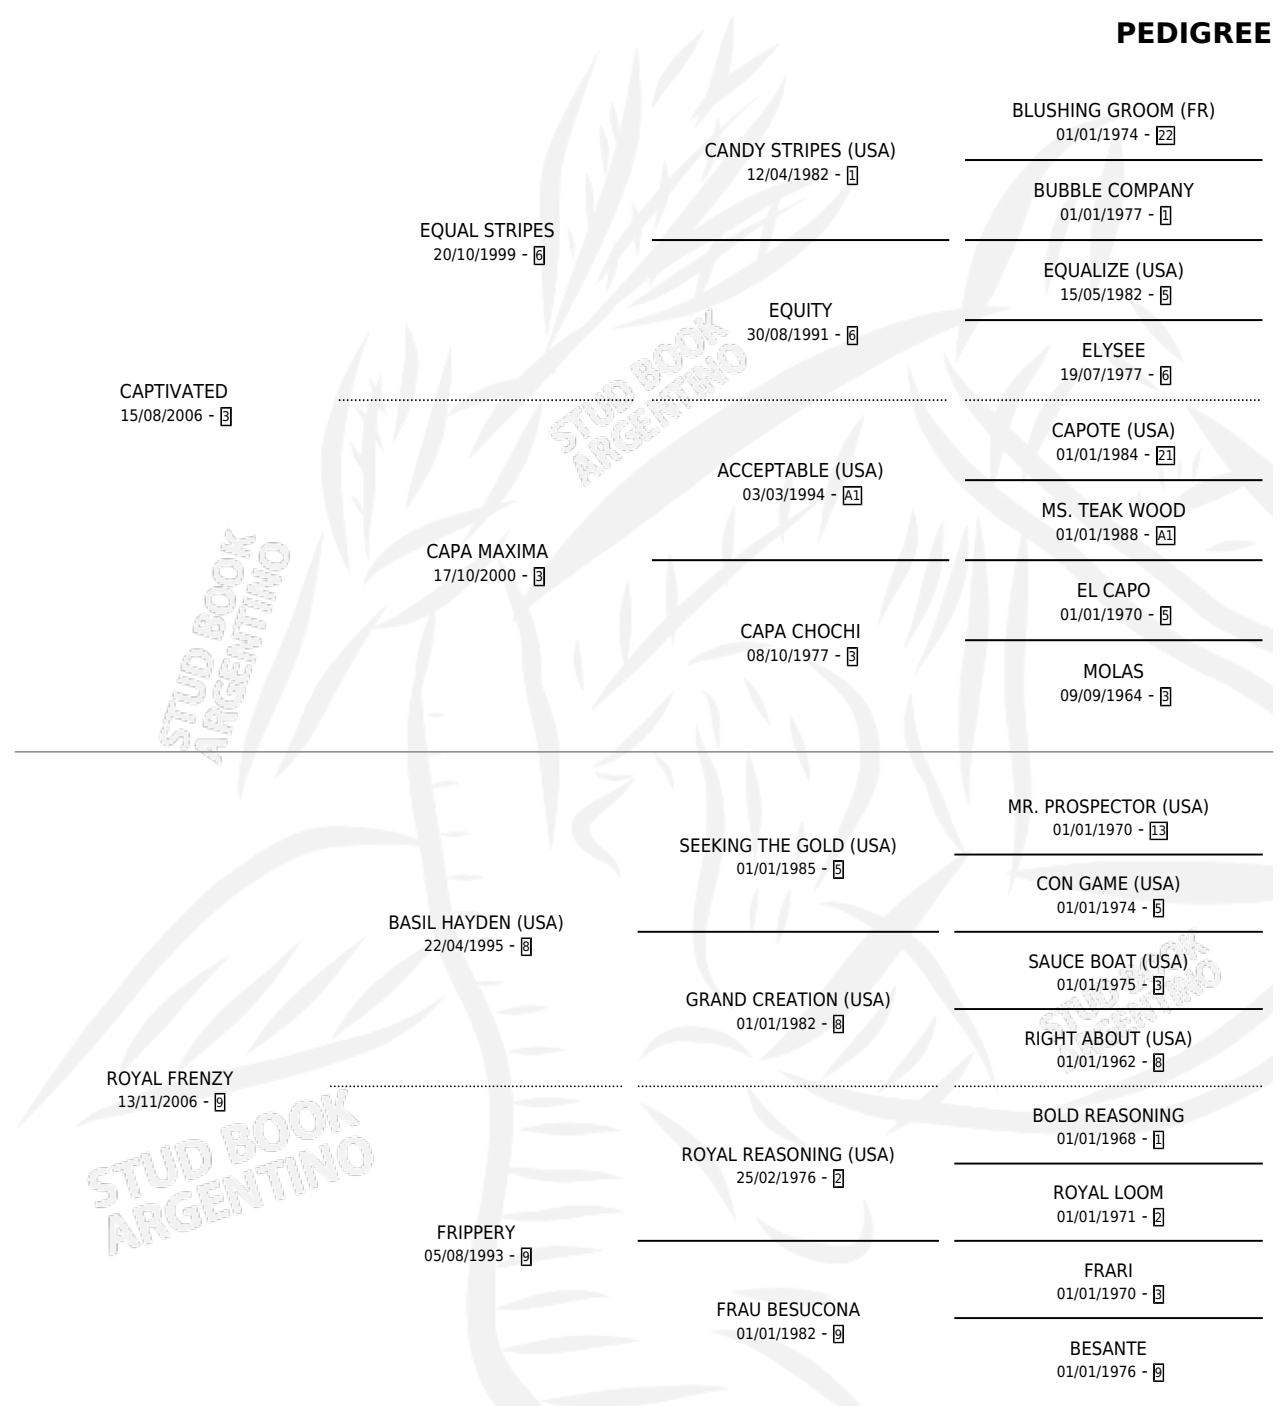 PEDIGREE
BLUSHING GROOM (FR)
01/01/1974 - 22
CANDY STRIPES (USA)
12/04/1982 - 1
BUBBLE COMPANY
01/01/1977 - 1
EQUAL STRIPES
20/10/1999 - 6
EQUALIZE (USA)
15/05/1982 - 5
EQUITY
30/08/1991 - 6
ELYSEE
19/07/1977 - 6
CAPTIVATED
15/08/2006 - 3
CAPOTE (USA)
01/01/1984 - 21
ACCEPTABLE (USA)
03/03/1994 - A1
MS. TEAK WOOD
01/01/1988 - A1
CAPA MAXIMA
17/10/2000 - 3
EL CAPO
01/01/1970 - 5
CAPA CHOCHI
08/10/1977 - 3
MOLAS
09/09/1964 - 3
MR. PROSPECTOR (USA)
01/01/1970 - 13
SEEKING THE GOLD (USA)
01/01/1985 - 5
CON GAME (USA)
01/01/1974 - 5
BASIL HAYDEN (USA)
22/04/1995 - 8
SAUCE BOAT (USA)
01/01/1975 - 3
GRAND CREATION (USA)
01/01/1982 - 8
RIGHT ABOUT (USA)
01/01/1962 - 8
ROYAL FRENZY
13/11/2006 - 9
BOLD REASONING
01/01/1968 - 1
ROYAL REASONING (USA)
25/02/1976 - 2
ROYAL LOOM
01/01/1971 - 2
FRIPPERY
05/08/1993 - 9
FRARI
01/01/1970 - 3
FRAU BESUCONA
01/01/1982 - 9
BESANTE
01/01/1976 - 9
STUD BOOK
ARGENTINO
STUD BOOK
ARGENTINO
STUD BOOK
ARGENTINO
STUD BOOK
ARGENTINO